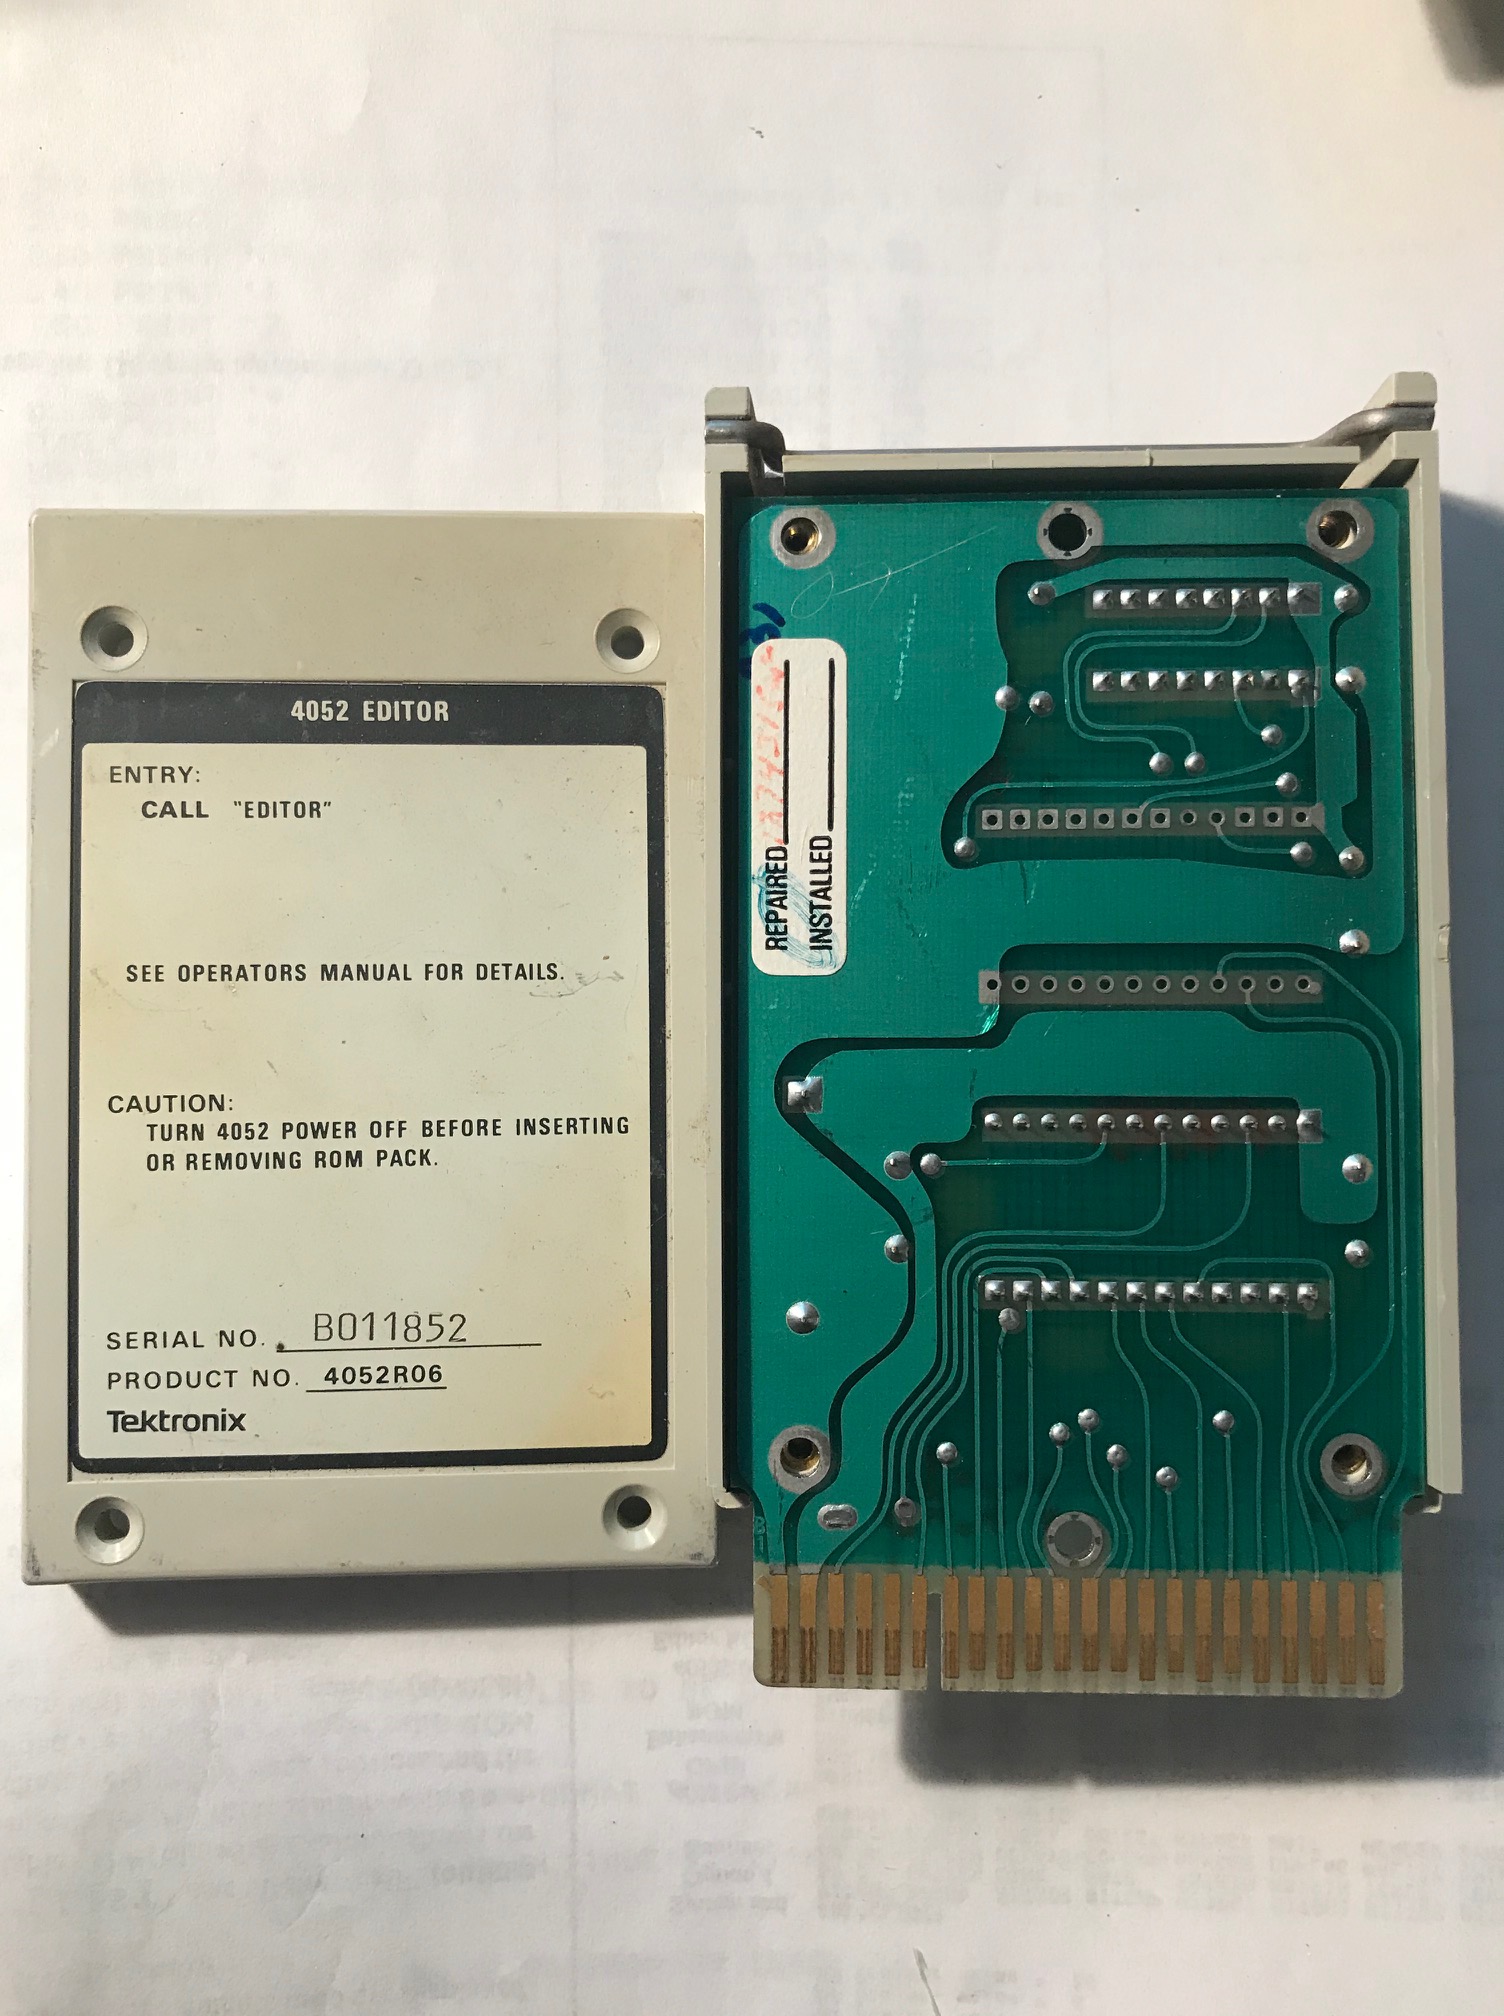 4052 EDITOR
ENTRY:
CALL "EDITOR"
SEE OPERATORS MANUAL FOR DETAILS.
CAUTION:
TURN 4052 POWER OFF BEFORE INSERTING
OR REMOVING ROM PACK.
SERIAL NO. B011852
PRODUCT NO. 4052R06
Tektronix
REPAIRED
INSTALLED